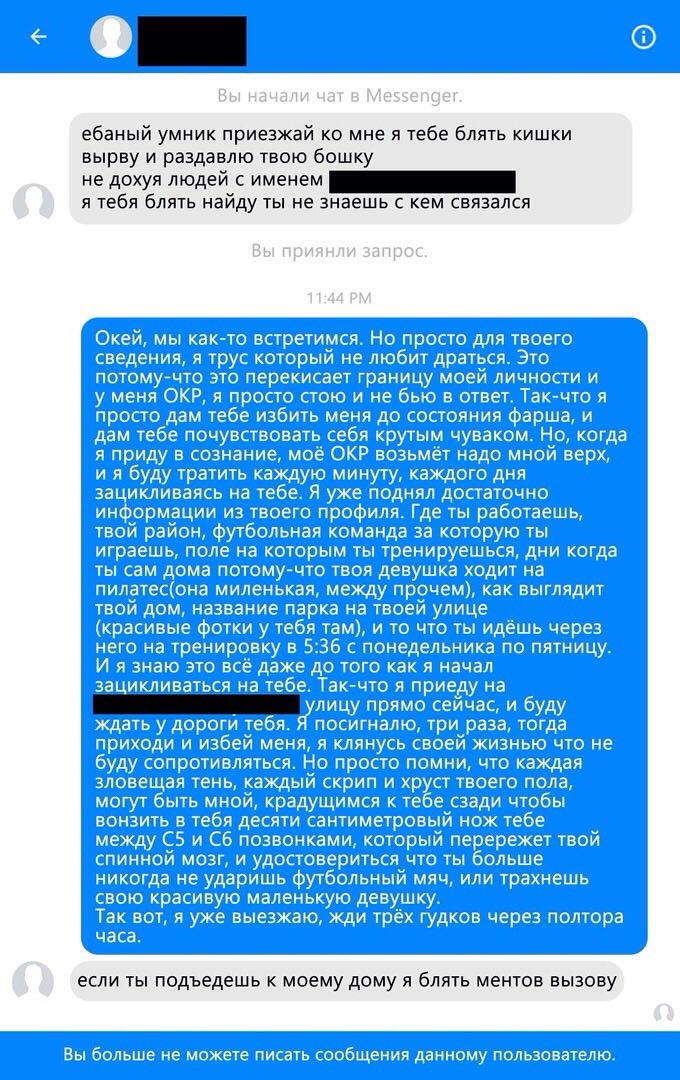 Вы начали чат в Messenger.
ебаный умник приезжай ко мне я тебе блять кишки
вырву и раздавлю твою бошку
не дохуя людей с именем
я тебя блять найду ты не знаешь с кем связался
Вы приянли запрос.
11:44 PM
Окей, мы как-то встретимся. Но просто для твоего
сведения, я трус который не любит драться. Это
потому-что это перекисает границу моей личности и
у меня ОКР, я просто стою и не бью в ответ. Так-что я
просто дам тебе избить меня до состояния фарша, и
дам тебе почувствовать себя крутым чуваком. Но, когда
я приду в сознание, моё ОКР возьмёт надо мной верх,
и я буду тратить каждую минуту, каждого дня
зацикливаясь на тебе. Я уже поднял достаточно
информации из твоего профиля. Где ты работаешь,
твой район, футбольная команда за которую ты
играешь, поле на которым ты тренируешься, дни когда
ты сам дома потому-что твоя девушка ходит на
пилатес(она миленькая, между прочем), как выглядит
твой дом, название парка на твоей улице
(красивые фотки у тебя там), и то что ты идёшь через
него на тренировку в 5:36 с понедельника по пятницу.
И я знаю это всё даже до того как я начал
зацикливаться на тебе. Так-что я приеду на
улицу прямо сейчас, и буду
ждать у дороги тебя. Я посигналю, три раза, тогда
приходи и избей меня, я клянусь своей жизнью что не
буду сопротивляться. Но просто помни, что каждая
зловещая тень, каждый скрип и хруст твоего пола,
могут быть мной, крадущимся к тебе сзади чтобы
вонзить в тебя десяти сантиметровый нож тебе
между С5 и С6 позвонками, который перережет твой
спинной мозг, и удостовериться что ты больше
никогда не ударишь футбольный мяч, или трахнешь
свою красивую маленькую девушку.
Так вот, я уже выезжаю, жди трёх гудков через полтора
часа.
если ты подъедешь к моему дому я блять ментов вызову
Вы больше не можете писать сообщения данному пользователю.